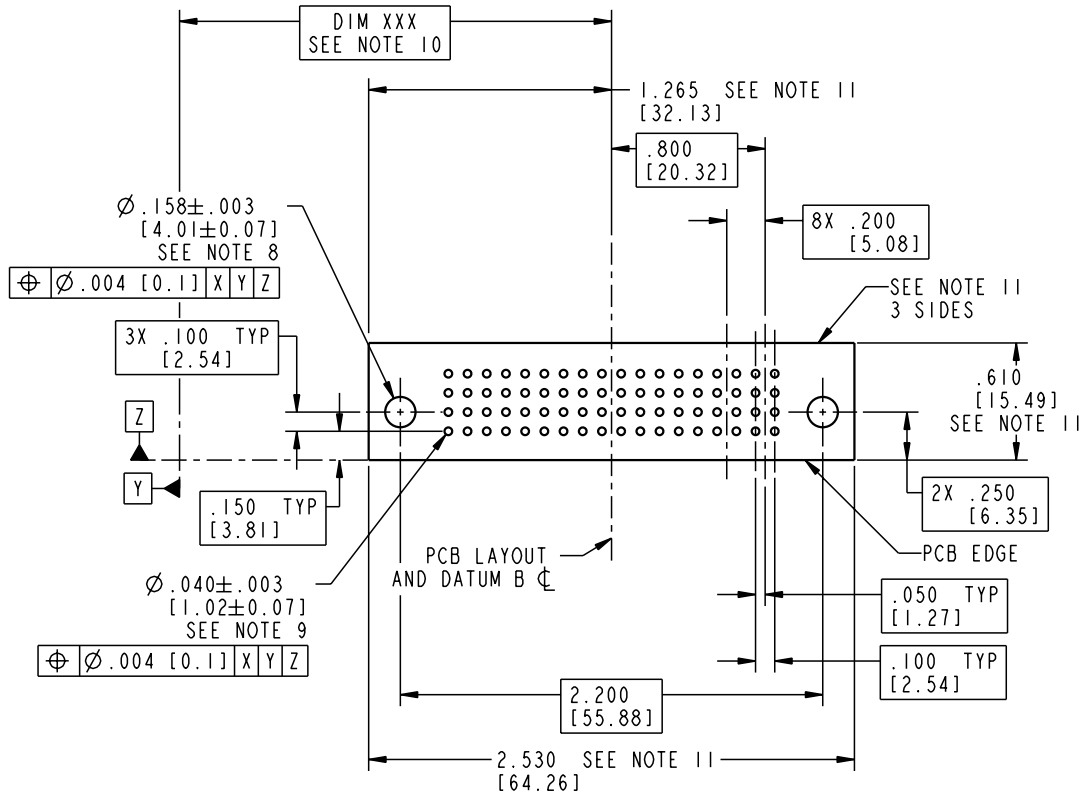 DIM XXX
SEE NOTE 10
1.265 SEE NOTE 11
[32.13]
.800
[20.32]
Ø.158±.003
[4.01±0.07]
SEE NOTE 8
⌖ Ø.004 [0.1] X Y Z
8X .200
[5.08]
SEE NOTE 11
3 SIDES
3X .100 TYP
[2.54]
.610
[15.49]
SEE NOTE 11
Z
Y
.150 TYP
[3.81]
2X .250
[6.35]
PCB LAYOUT
AND DATUM B ℄
PCB EDGE
Ø.040±.003
[1.02±0.07]
SEE NOTE 9
⌖ Ø.004 [0.1] X Y Z
.050 TYP
[1.27]
.100 TYP
[2.54]
2.200
[55.88]
2.530 SEE NOTE 11
[64.26]